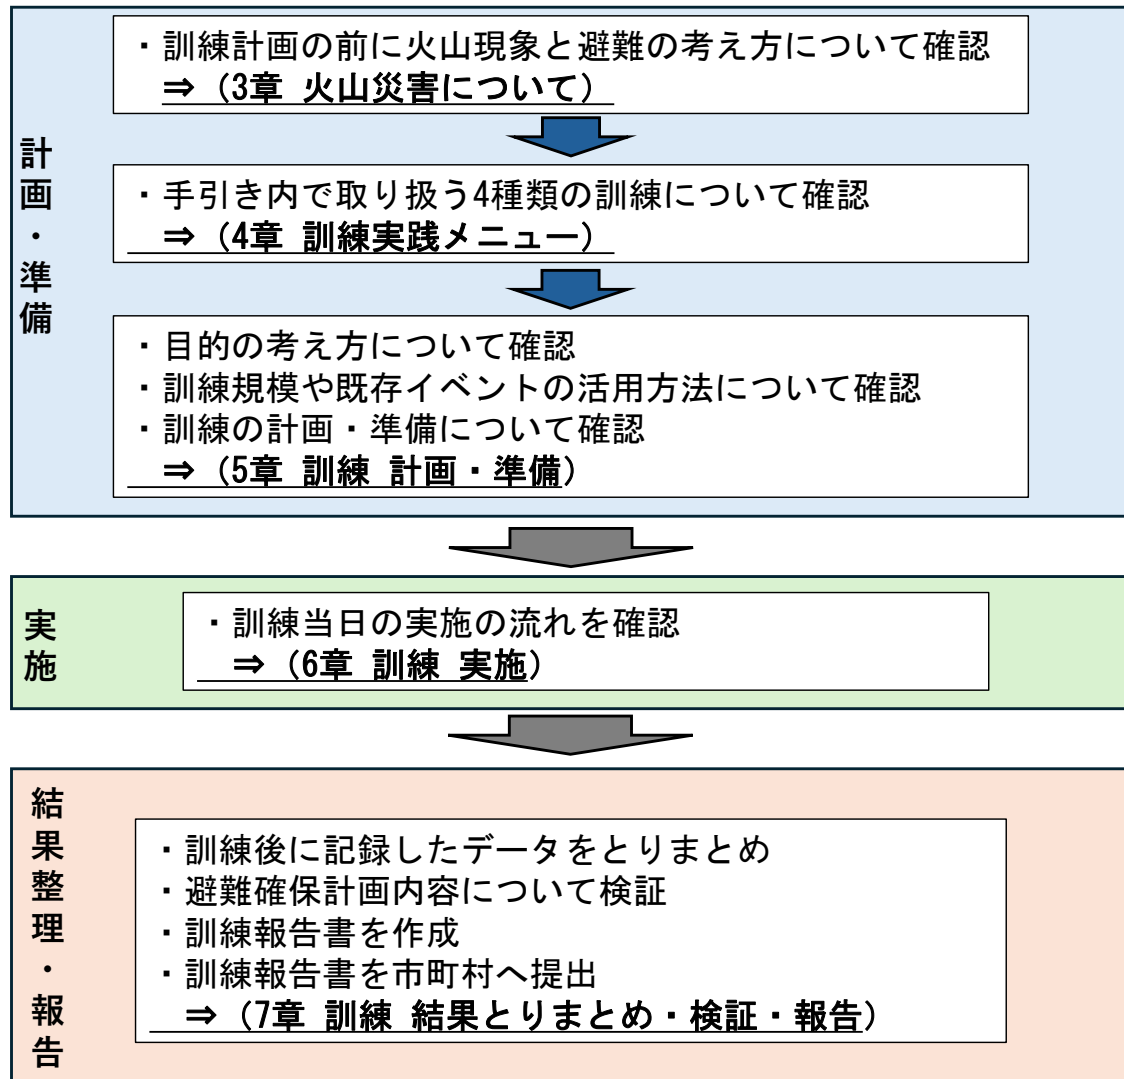 計画・準備
・訓練計画の前に火山現象と避難の考え方について確認
⇒（3章 火山災害について）
・手引き内で取り扱う4種類の訓練について確認
⇒（4章 訓練実践メニュー）
・目的の考え方について確認
・訓練規模や既存イベントの活用方法について確認
・訓練の計画・準備について確認
⇒（5章 訓練 計画・準備）
実施
・訓練当日の実施の流れを確認
⇒（6章 訓練 実施）
結果整理・報告
・訓練後に記録したデータをとりまとめ
・避難確保計画内容について検証
・訓練報告書を作成
・訓練報告書を市町村へ提出
⇒（7章 訓練 結果とりまとめ・検証・報告）